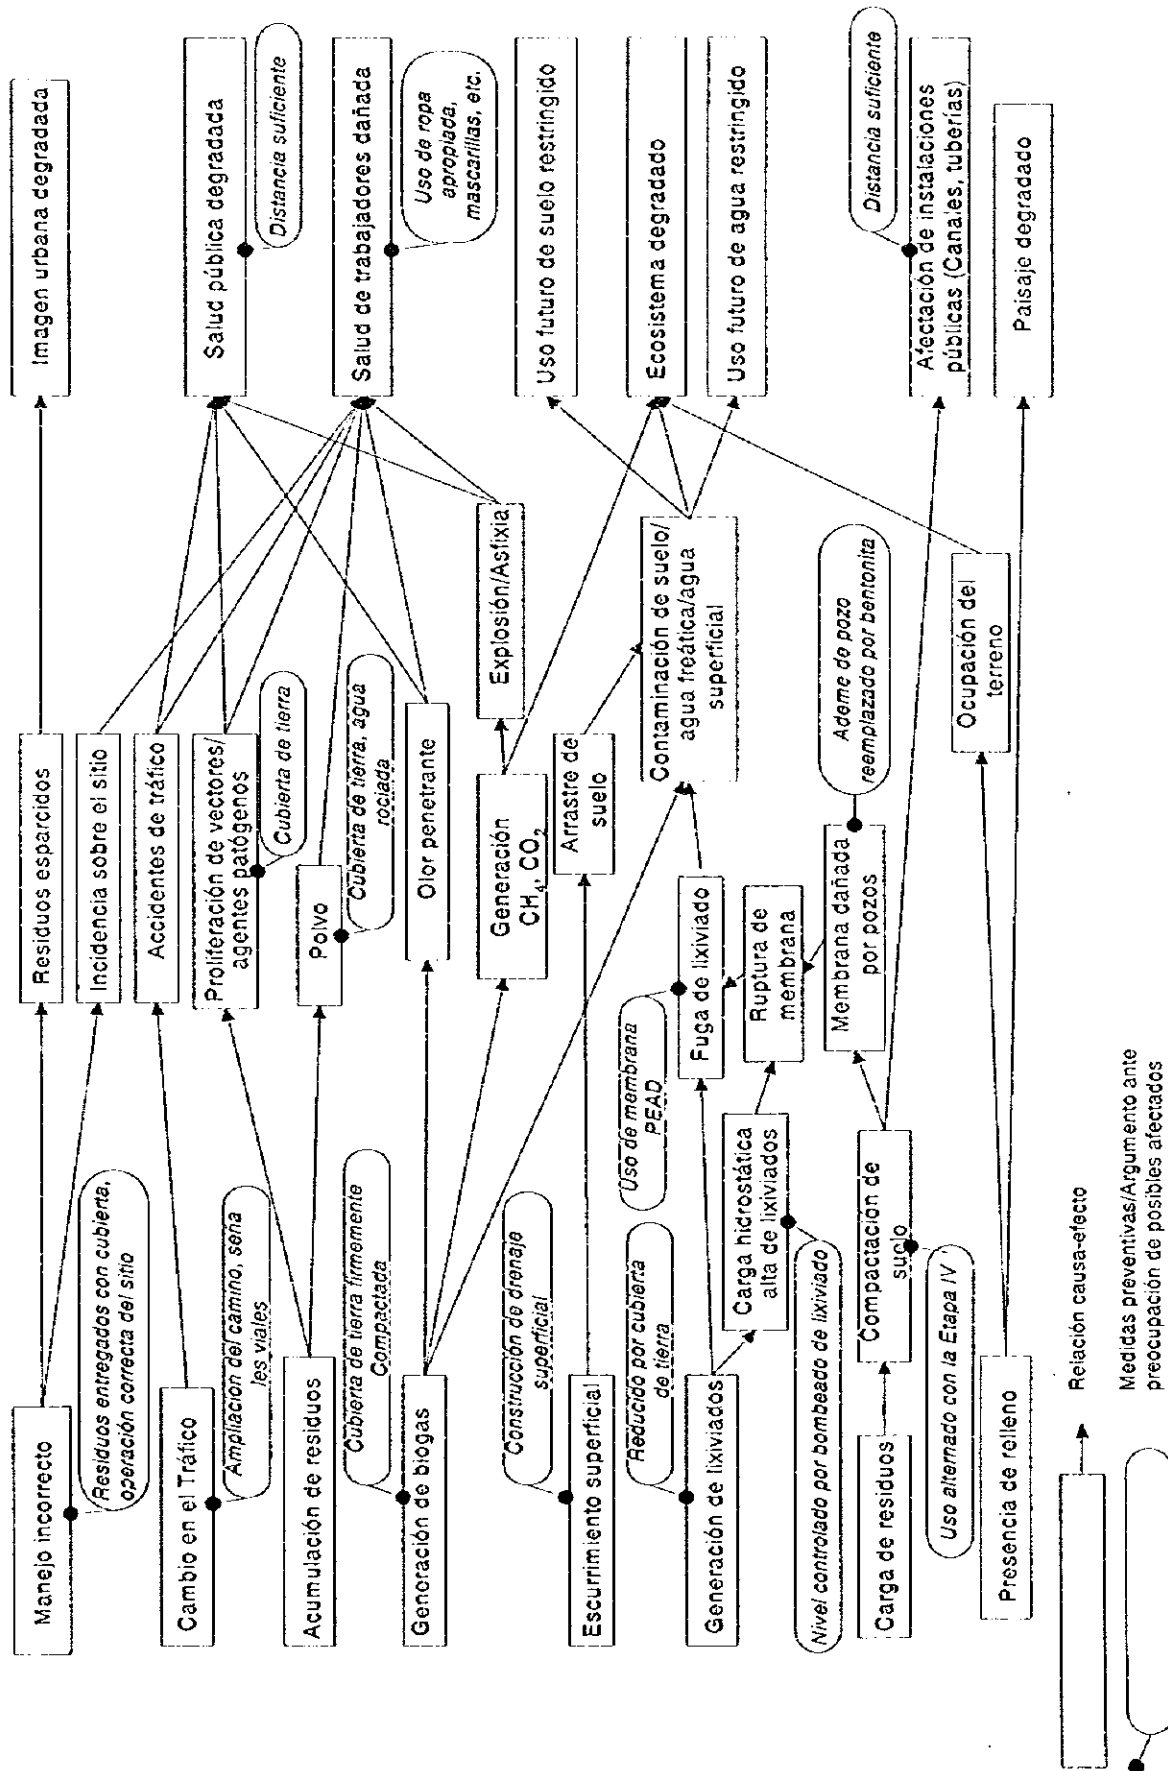 Manejo incorrecto
Residuos entregados con cubierta,
operación correcta del sitio
Cambio en el Tráfico
Ampliacion del camino, seña
les viales
Acumulación de residuos
Cubierta de tierra firmemente
Compactada
Generación de biogas
Construcción de drenaje
superficial
Escurrimiento superficial
Reducido por cubierta
de tierra
Generación de lixiviados
Nivel controlado por bombeado de lixiviado
Carga de residuos
Uso alternado con la Etapa IV
Presencia de relleno
Uso de membrana
PEAD
Carga hidrostática
alta de lixiviados
Compactacion de
suelo
Residuos esparcidos
Incidencia sobre el sitio
Accidentes de tráfico
Proliferación de vectores/
agentes patógenos
Cubierta de tierra
Polvo
Cubierta de tierra, agua
rociada
Olor penetrante
Generación
CH4, CO2
Explosión/Asfixia
Arrastre de
suelo
Fuga de lixiviado
Ruptura de
membrana
Membrana dañada
por pozos
Contaminación de suelo/
agua freática/agua
superficial
Ademe de pozo
reemplazado por bentonita
Ocupación del
terreno
Imagen urbana degradada
Salud pública degradada
Distancia suficiente
Salud de trabajadores dañada
Uso de ropa
apropiada,
mascarillas, etc.
Uso futuro de suelo restringido
Ecosistema degradado
Uso futuro de agua restringido
Distancia suficiente
Afectación de instalaciones
públicas (Canales, tuberías)
Paisaje degradado
Relación causa-efecto
Medidas preventivas/Argumento ante
preocupación de posibles afectados